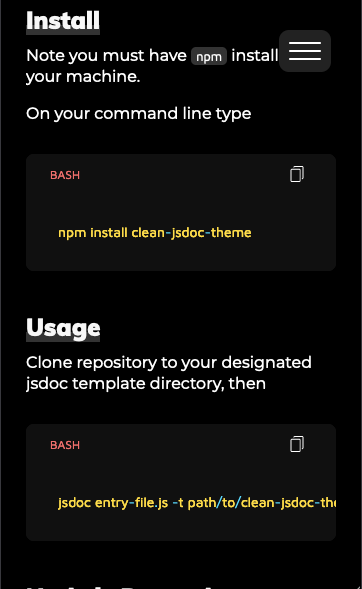 Install
Note you must have npm install
your machine.
On your command line type
BASH
npm install clean-jsdoc-theme
Usage
Clone repository to your designated
jsdoc template directory, then
BASH
jsdoc entry-file.js -t path/to/clean-jsdoc-the